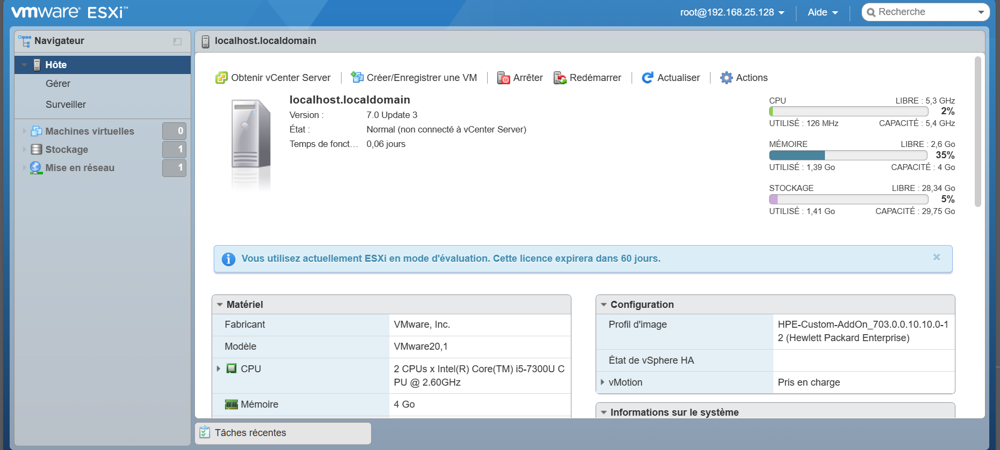 vmware® ESXi™
root@192.168.25.128
Aide
Recherche
Navigateur
Hôte
Gérer
Surveiller
Machines virtuelles 0
Stockage 1
Mise en réseau 1
localhost.localdomain
Obtenir vCenter Server
Créer/Enregistrer une VM
Arrêter
Redémarrer
Actualiser
Actions
localhost.localdomain
Version : 7.0 Update 3
État : Normal (non connecté à vCenter Server)
Temps de fonct... 0,06 jours
CPU LIBRE : 5,3 GHz
2%
UTILISÉ : 126 MHz CAPACITÉ : 5,4 GHz
MÉMOIRE LIBRE : 2,6 Go
35%
UTILISÉ : 1,39 Go CAPACITÉ : 4 Go
STOCKAGE LIBRE : 28,34 Go
5%
UTILISÉ : 1,41 Go CAPACITÉ : 29,75 Go
Vous utilisez actuellement ESXi en mode d'évaluation. Cette licence expirera dans 60 jours.
Matériel
Fabricant VMware, Inc.
Modèle VMware20,1
CPU 2 CPUs x Intel(R) Core(TM) i5-7300U C
PU @ 2.60GHz
Mémoire 4 Go
Configuration
Profil d'image HPE-Custom-AddOn_703.0.0.10.10.0-1
2 (Hewlett Packard Enterprise)
État de vSphere HA
vMotion Pris en charge
Informations sur le système
Tâches récentes